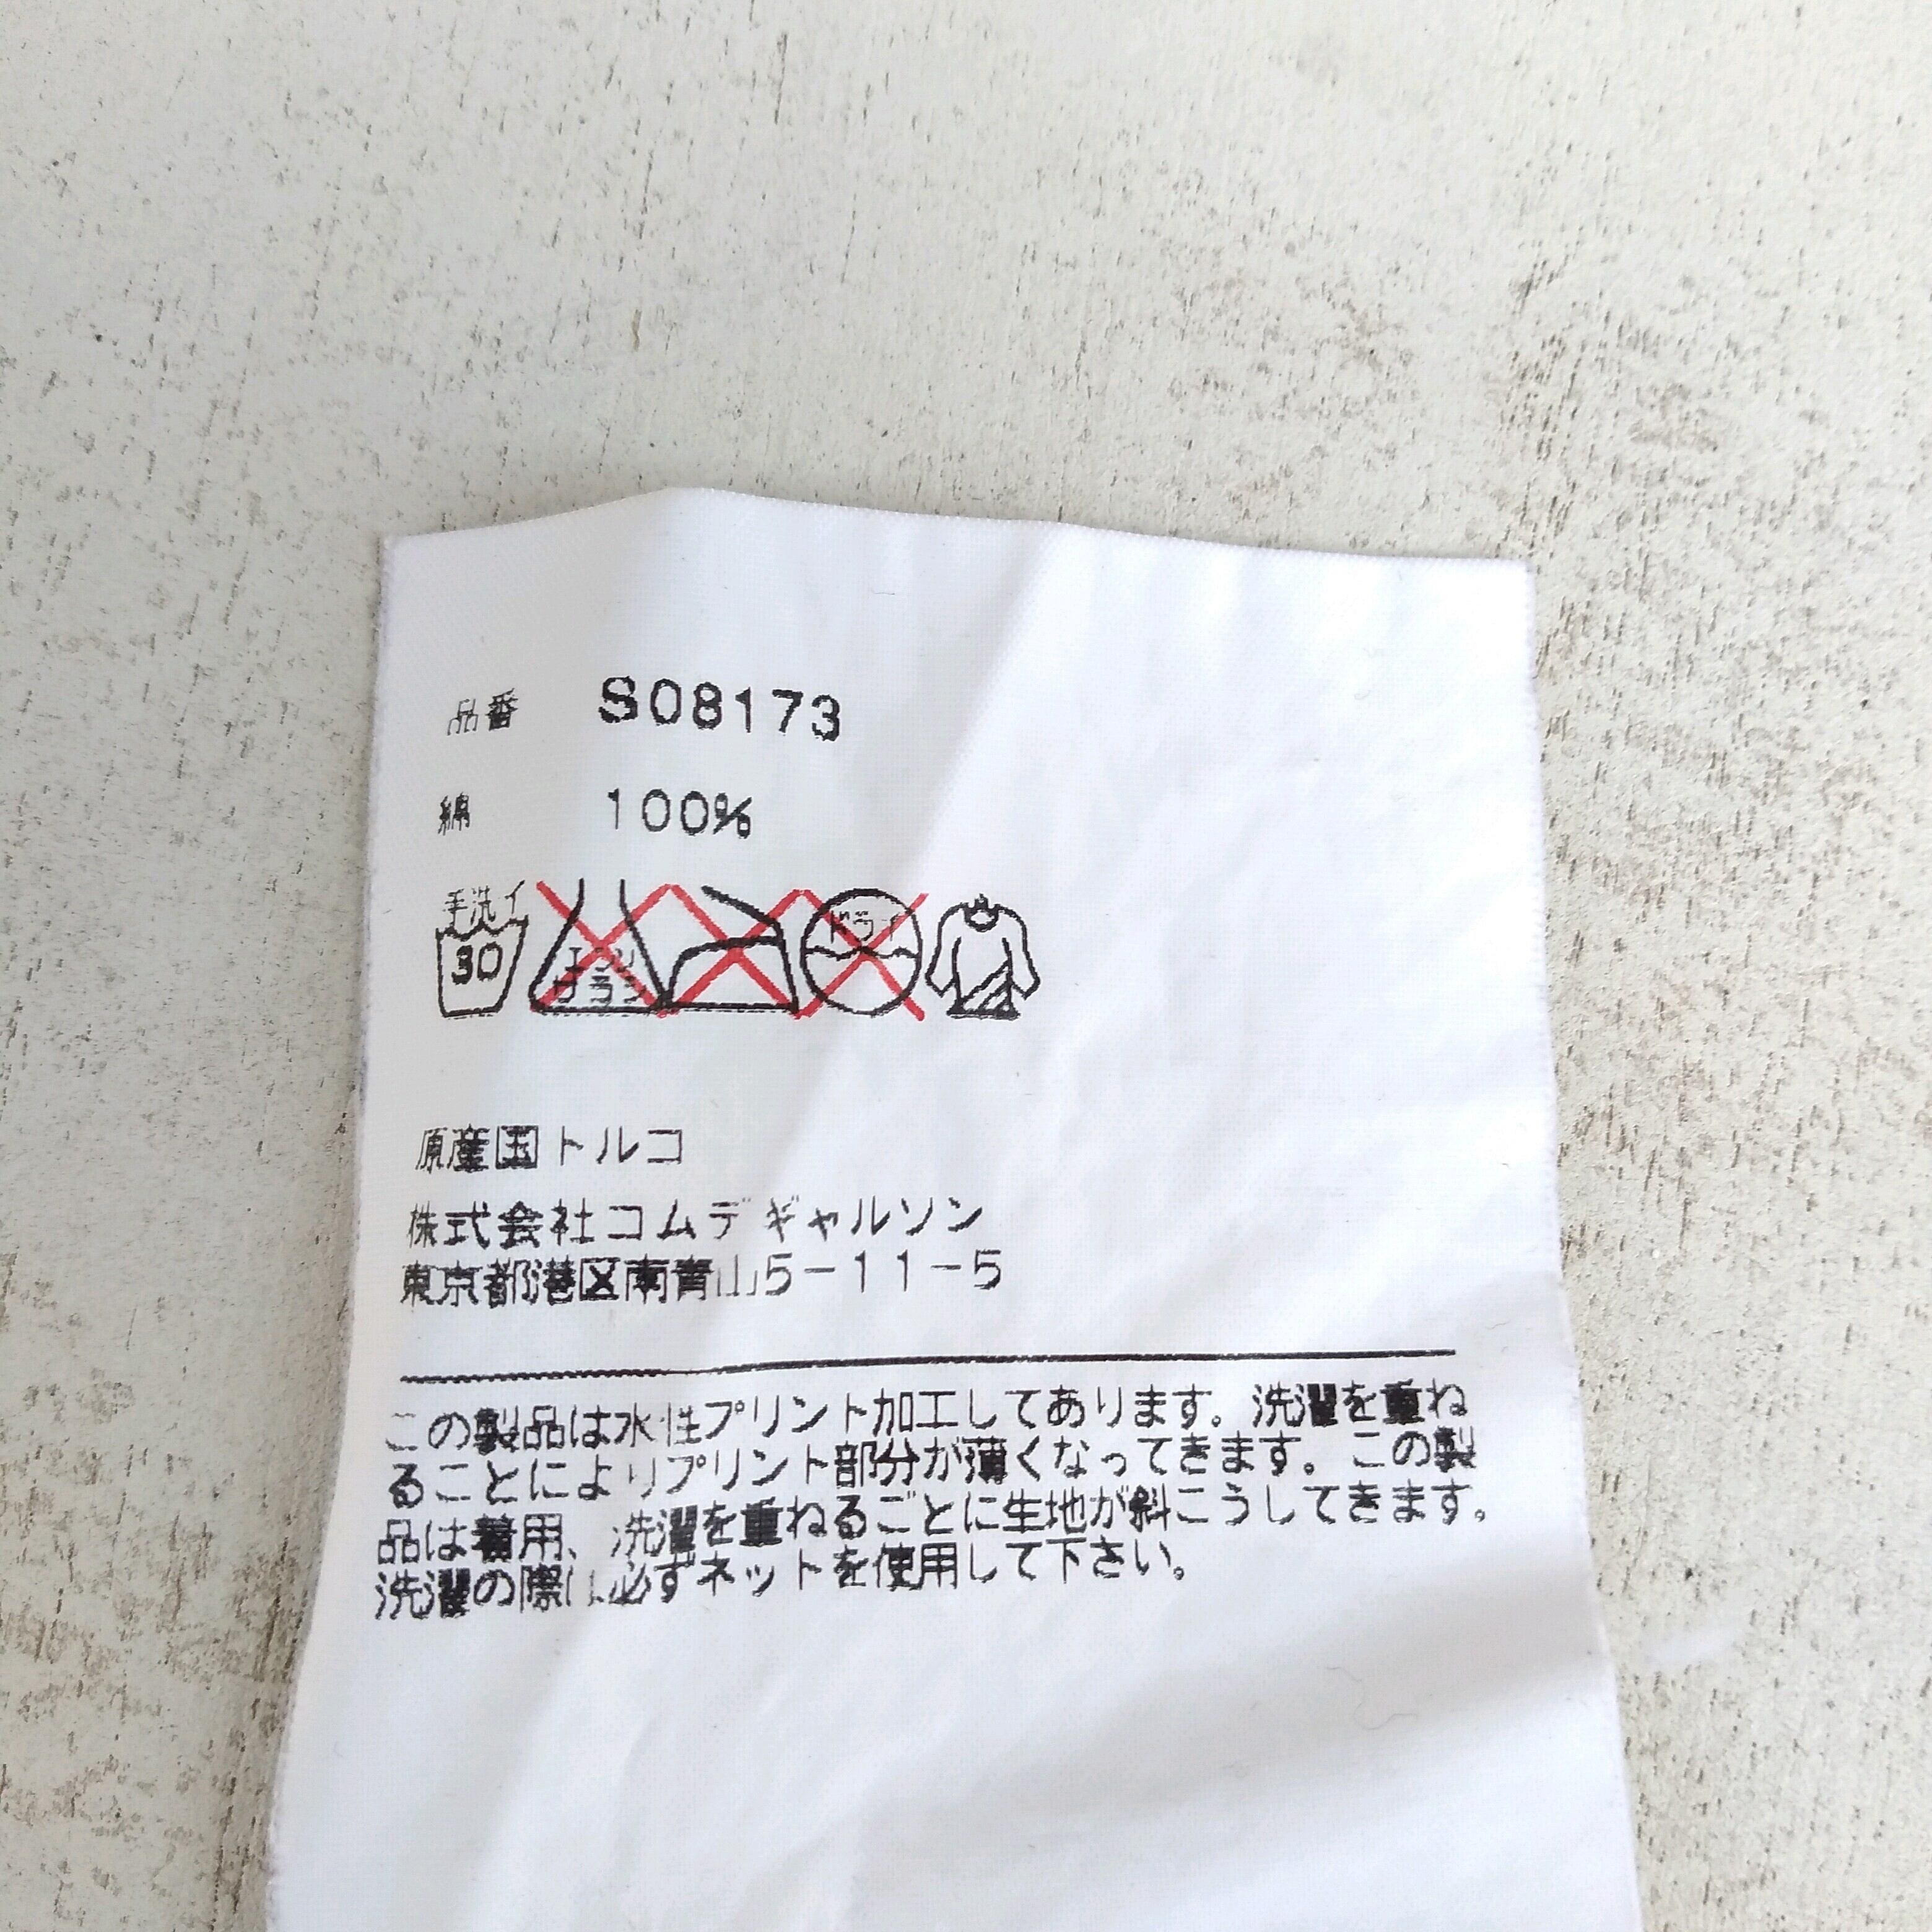 品番 S08173
綿 100%
手洗イ
30
エンソ
サラシ
ドライ
原産国トルコ
株式会社コムデギャルソン
東京都港区南青山5-11-5
この製品は水性プリント加工してあります。洗濯を重ね
ることによりプリント部分が薄くなってきます。この製
品は着用、洗濯を重ねるごとに生地が斜こうしてきます。
洗濯の際は必ずネットを使用して下さい。